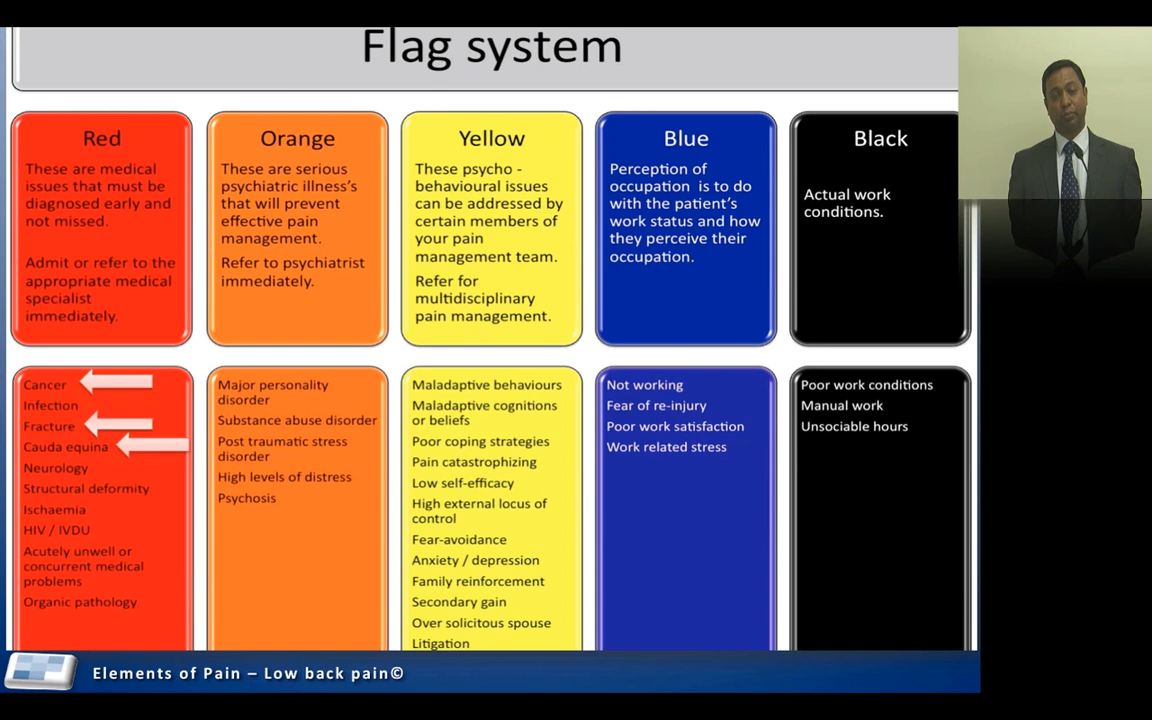 Flag system
Red
These are medical
issues that must be
diagnosed early and
not missed.
Admit or refer to the
appropriate medical
specialist
immediately.
Orange
These are serious
psychiatric illness's
that will prevent
effective pain
management.
Refer to psychiatrist
immediately.
Yellow
These psycho -
behavioural issues
can be addressed by
certain members of
your pain
management team.
Refer for
multidisciplinary
pain management.
Blue
Perception of
occupation is to do
with the patient's
work status and how
they perceive their
occupation.
Black
Actual work
conditions.
Cancer
Infection
Fracture
Cauda equina
Neurology
Structural deformity
Ischaemia
HIV / IVDU
Acutely unwell or
concurrent medical
problems
Organic pathology
Major personality
disorder
Substance abuse disorder
Post traumatic stress
disorder
High levels of distress
Psychosis
Maladaptive behaviours
Maladaptive cognitions
or beliefs
Poor coping strategies
Pain catastrophizing
Low self-efficacy
High external locus of
control
Fear-avoidance
Anxiety / depression
Family reinforcement
Secondary gain
Over solicitous spouse
Litigation
Not working
Fear of re-injury
Poor work satisfaction
Work related stress
Poor work conditions
Manual work
Unsociable hours
Elements of Pain – Low back pain©